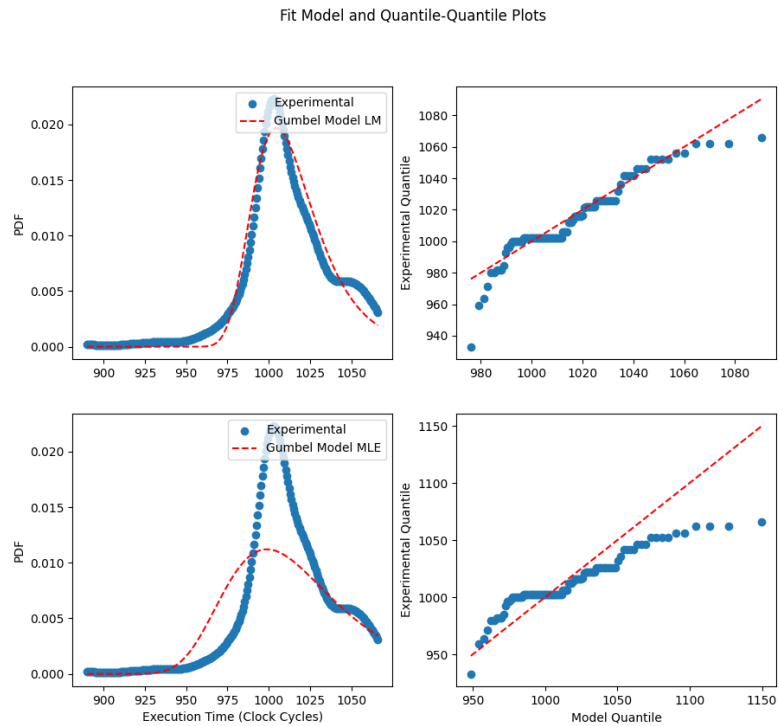 Fit Model and Quantile-Quantile Plots
Experimental
Gumbel Model LM
PDF
0.020
0.015
0.010
0.005
0.000
900 925 950 975 1000 1025 1050
Experimental Quantile
1080
1060
1040
1020
1000
980
960
940
980 1000 1020 1040 1060 1080
Experimental
Gumbel Model MLE
PDF
0.020
0.015
0.010
0.005
0.000
900 925 950 975 1000 1025 1050
Execution Time (Clock Cycles)
Experimental Quantile
1150
1100
1050
1000
950
950 1000 1050 1100 1150
Model Quantile